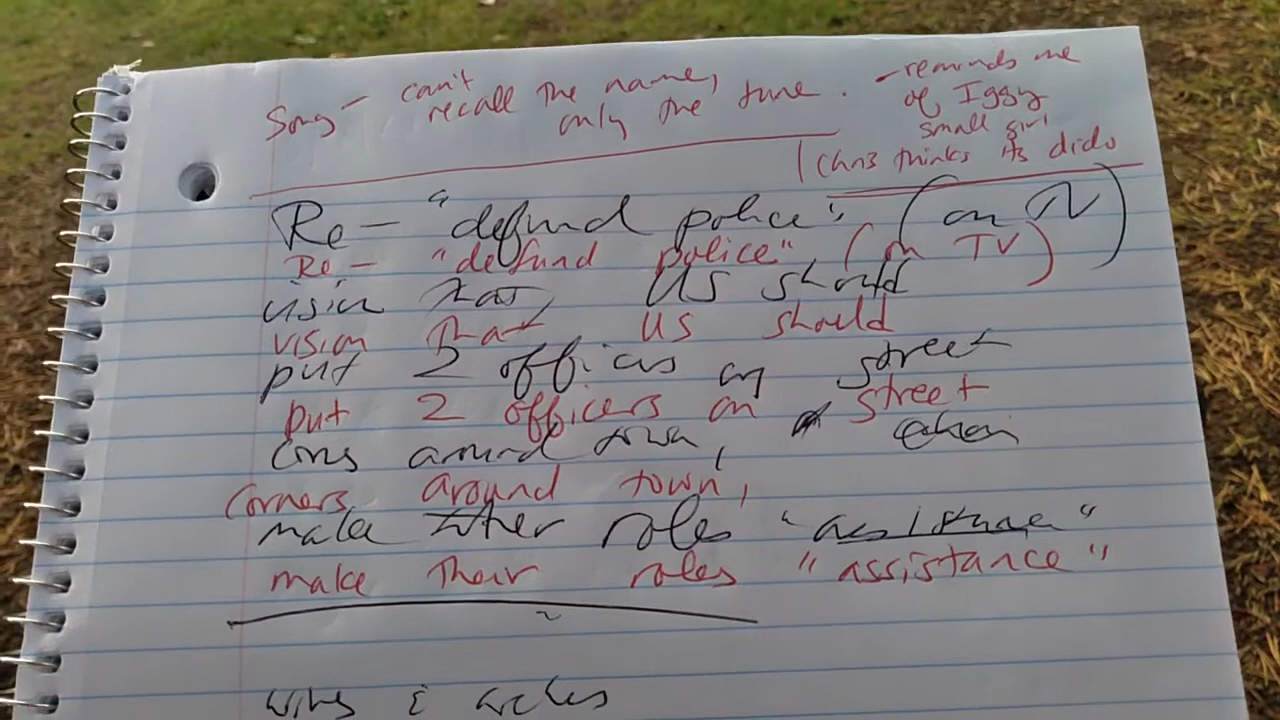 Song - can't recall the name, only the tune.
- reminds me of Iggy
small girl
(Chris thinks its dido
Re - "defund police" (on TV)
Re - "defund police" (on TV)
vision that US should
vision that US should
put 2 officers on street
put 2 officers on street
around town,
corners around town,
make their roles "assistance"
make their roles "assistance"